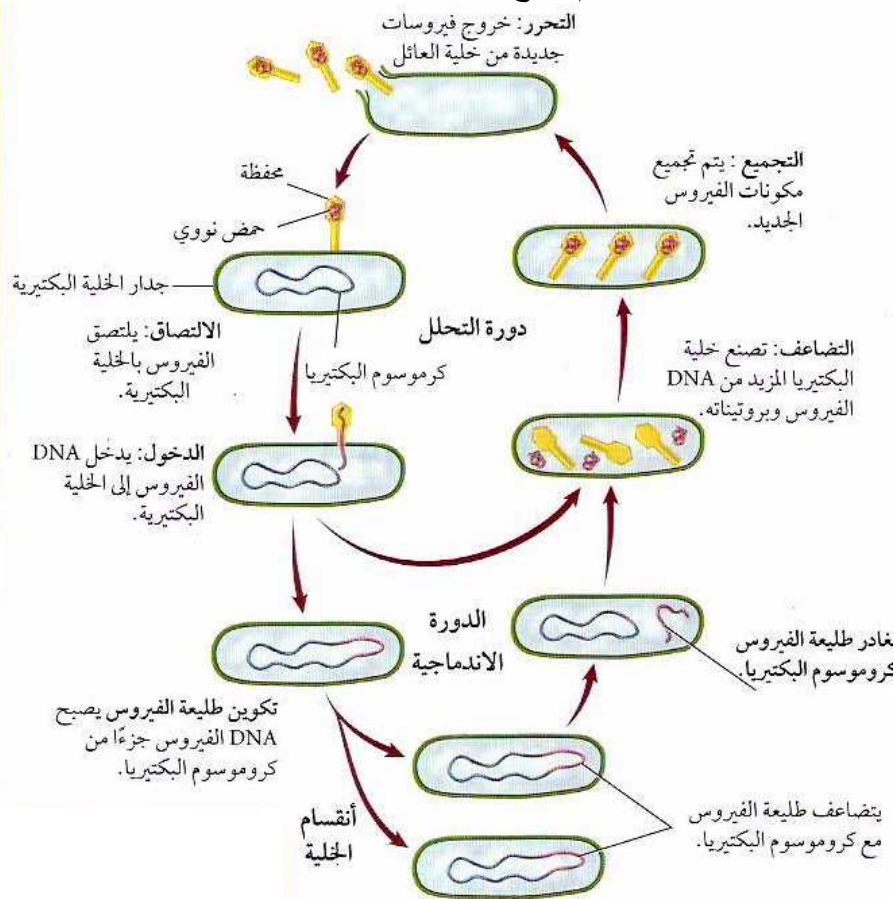 التحرر: خروج فيروسات
جديدة من خلية العائل
محفظة
حمض نووي
جدار الخلية البكتيرية
الالتصاق: يلتصق
الفيروس بالخلية
البكتيرية.
كرموسوم البكتيريا
دورة التحلل
التجميع: يتم تجميع
مكونات الفيروس
الجديد.
التضاعف: تصنع خلية
البكتيريا المزيد من DNA
الفيروس وبروتيناته.
الدخول: يدخل DNA
الفيروس إلى الخلية
البكتيرية.
الدورة
الاندماجية
يغادر طليعة الفيروس
كروموسوم البكتيريا.
تكوين طليعة الفيروس يصبح
DNA الفيروس جزءًا من
كروموسوم البكتيريا.
أنقسام
الخلية
يتضاعف طليعة الفيروس
مع كروموسوم البكتيريا.